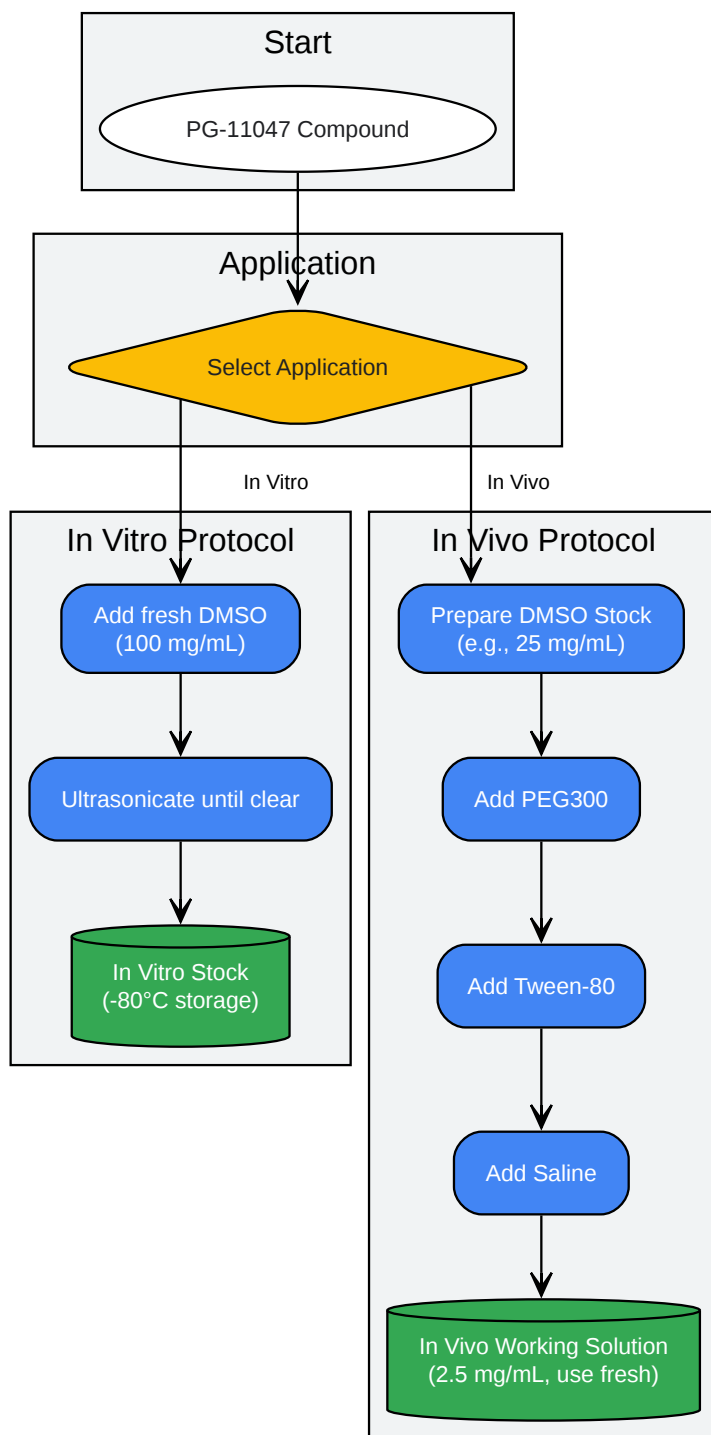 Start
PG-11047 Compound
Application
Select Application
In Vitro
In Vivo
In Vitro Protocol
Add fresh DMSO
(100 mg/mL)
Ultrasonicate until clear
In Vitro Stock
(-80°C storage)
In Vivo Protocol
Prepare DMSO Stock
(e.g., 25 mg/mL)
Add PEG300
Add Tween-80
Add Saline
In Vivo Working Solution
(2.5 mg/mL, use fresh)